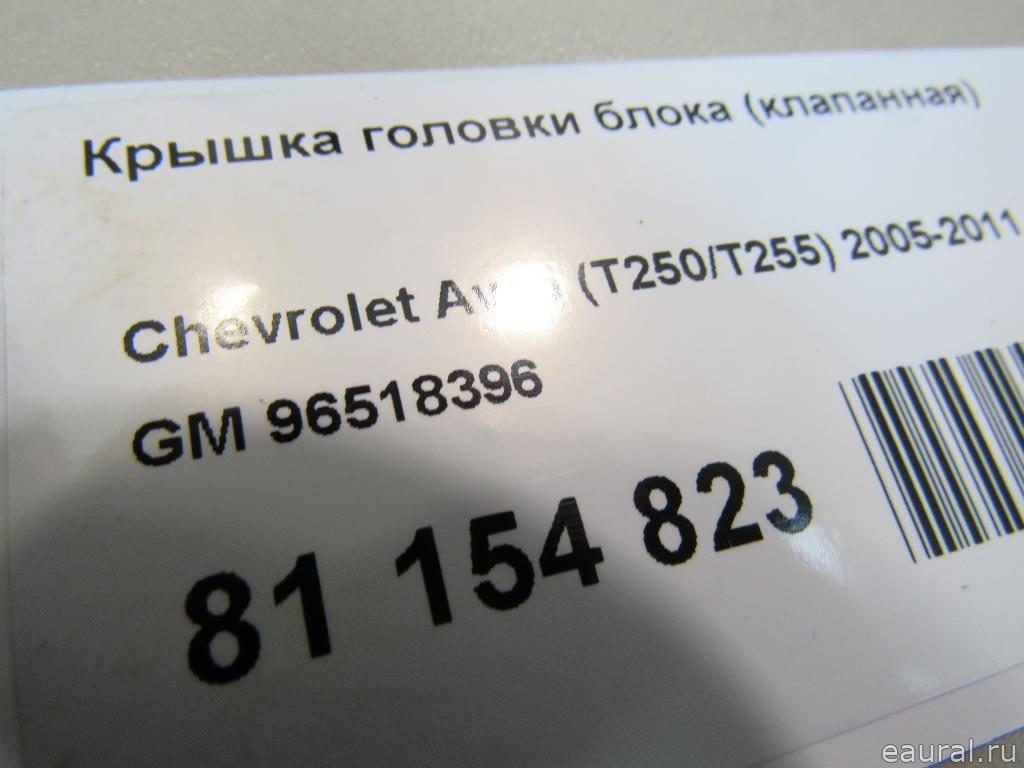 Крышка головки блока (клапанная)
Chevrolet (T250/T255) 2005-2011
GM 96518396
81 154 823
eaural.ru